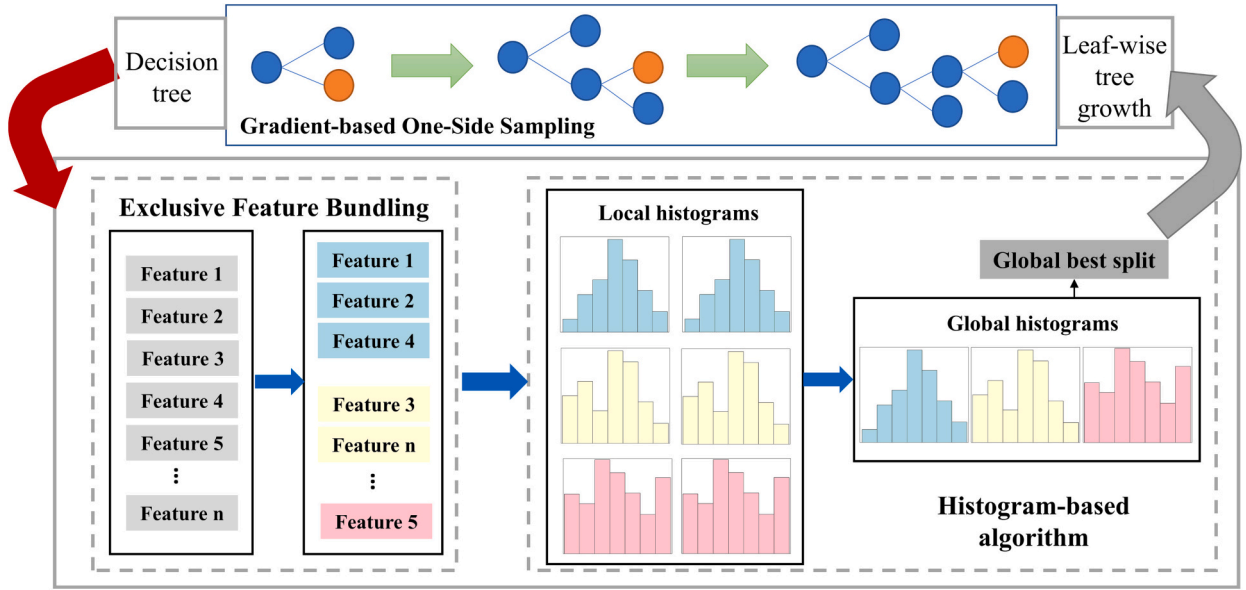 Decision
tree
Gradient-based One-Side Sampling
Leaf-wise
tree
growth
Exclusive Feature Bundling
Feature 1
Feature 2
Feature 3
Feature 4
Feature 5
...
Feature n
Feature 1
Feature 2
Feature 4
Feature 3
Feature n
...
Feature 5
Local histograms
Global best split
Global histograms
Histogram-based
algorithm